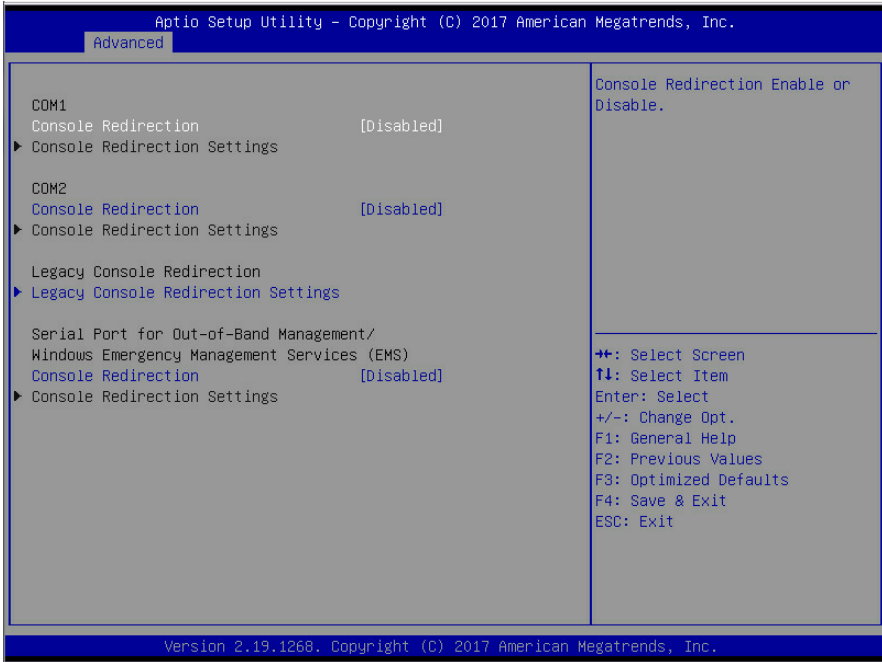 Aptio Setup Utility – Copyright (C) 2017 American Megatrends, Inc.
Advanced
COM1
Console Redirection [Disabled]
▶ Console Redirection Settings
COM2
Console Redirection [Disabled]
▶ Console Redirection Settings
Legacy Console Redirection
▶ Legacy Console Redirection Settings
Serial Port for Out-of-Band Management/
Windows Emergency Management Services (EMS)
Console Redirection [Disabled]
▶ Console Redirection Settings
Console Redirection Enable or
Disable.
→←: Select Screen
↑↓: Select Item
Enter: Select
+/-: Change Opt.
F1: General Help
F2: Previous Values
F3: Optimized Defaults
F4: Save & Exit
ESC: Exit
Version 2.19.1268. Copyright (C) 2017 American Megatrends, Inc.